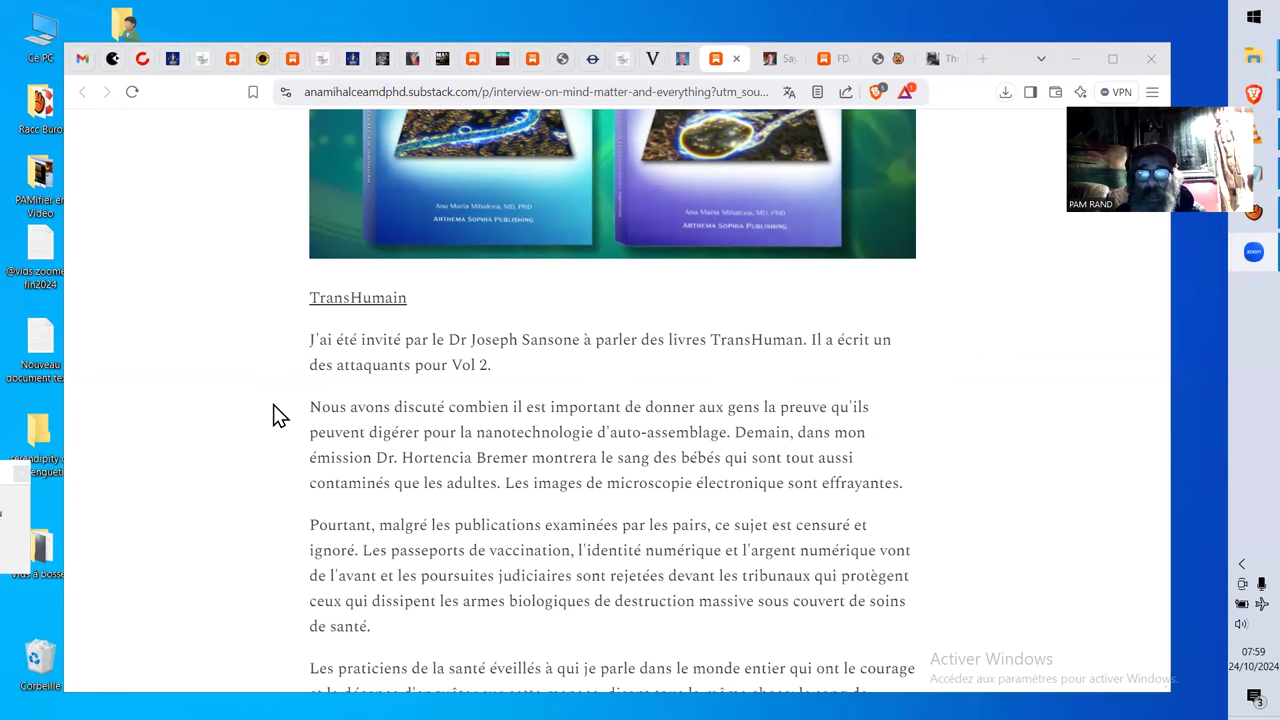 Ce PC
Racc Buro
PAMifier en
Vidéo
@vids zoome
fin2024
Nouveau
document te
serendipity
enguet
vids à boss
Corbeille
FD
Th
anamihalceamdphd.substack.com/p/interview-on-mind-matter-and-everything?utm_sou...
VPN
PAM RAND
zoom
Ana Maria Mihalcea, MD, PhD
ARTHEMA SOPHIA PUBLISHING
Ana Maria Mihalcea, MD, PhD
ARTHEMA SOPHIA PUBLISHING
TransHumain
J'ai été invité par le Dr Joseph Sansone à parler des livres TransHuman. Il a écrit un
des attaquants pour Vol 2.
Nous avons discuté combien il est important de donner aux gens la preuve qu'ils
peuvent digérer pour la nanotechnologie d'auto-assemblage. Demain, dans mon
émission Dr. Hortencia Bremer montrera le sang des bébés qui sont tout aussi
contaminés que les adultes. Les images de microscopie électronique sont effrayantes.
Pourtant, malgré les publications examinées par les pairs, ce sujet est censuré et
ignoré. Les passeports de vaccination, l'identité numérique et l'argent numérique vont
de l'avant et les poursuites judiciaires sont rejetées devant les tribunaux qui protègent
ceux qui dissipent les armes biologiques de destruction massive sous couvert de soins
de santé.
Les praticiens de la santé éveillés à qui je parle dans le monde entier qui ont le courage
Activer Windows
Accédez aux paramètres pour activer Windows.
07:59
24/10/2024
3